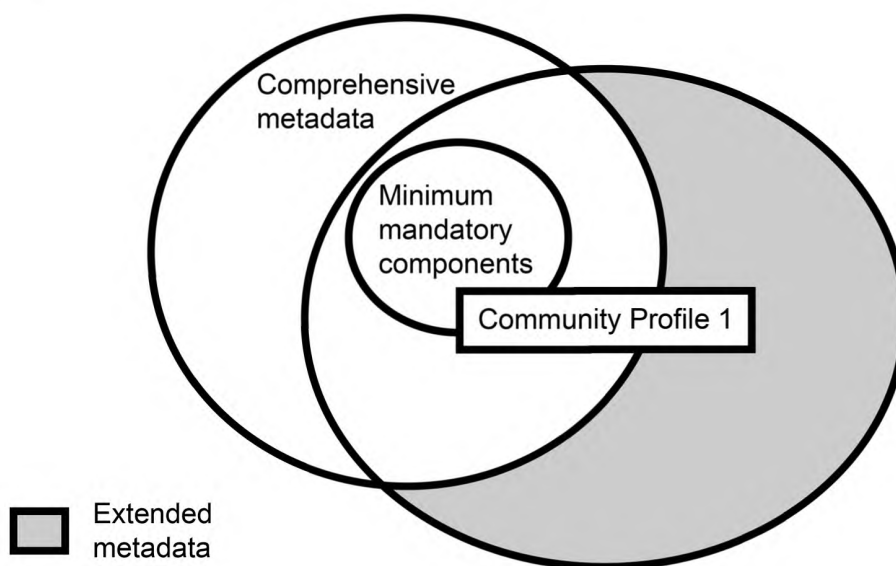 Comprehensive
metadata
Minimum
mandatory
components
Community Profile 1
Extended
metadata